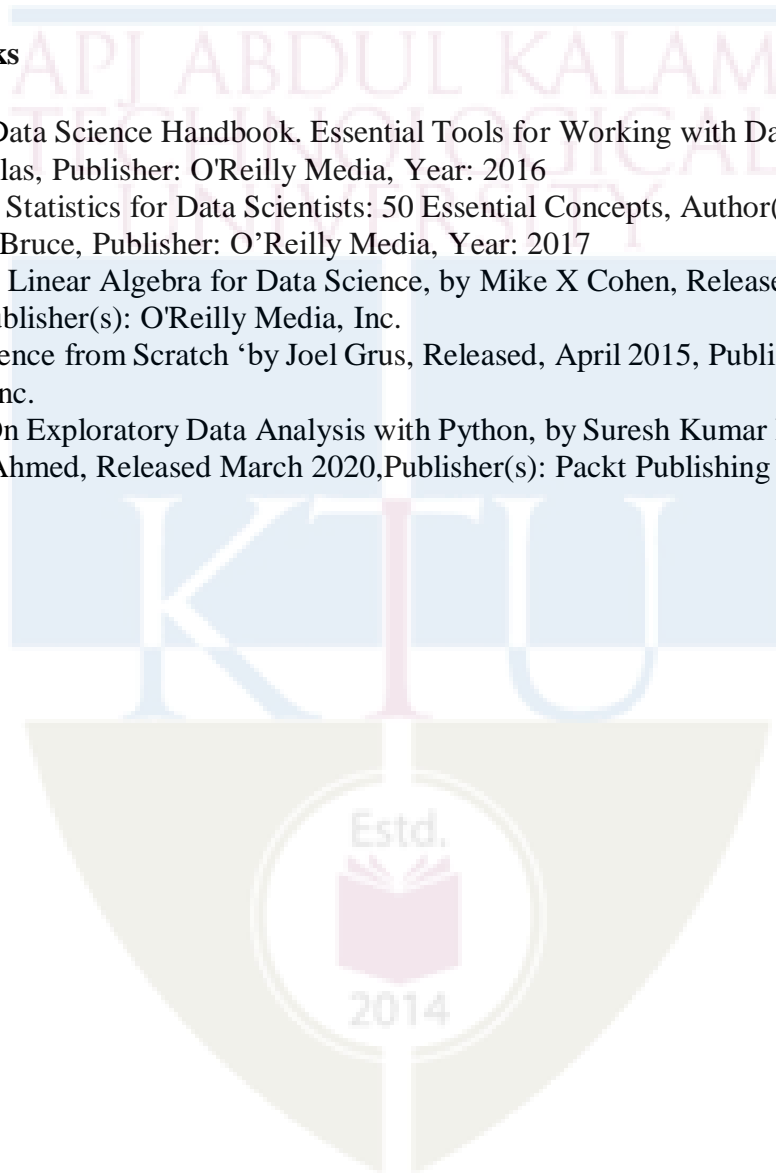 ks
APJ ABDUL KALAM
TECHNOLOGICAL
UNIVERSITY
Data Science Handbook. Essential Tools for Working with Da
las, Publisher: O'Reilly Media, Year: 2016
Statistics for Data Scientists: 50 Essential Concepts, Author(
Bruce, Publisher: O’Reilly Media, Year: 2017
Linear Algebra for Data Science, by Mike X Cohen, Release
ublisher(s): O'Reilly Media, Inc.
ence from Scratch ‘by Joel Grus, Released, April 2015, Publi
nc.
On Exploratory Data Analysis with Python, by Suresh Kumar
Ahmed, Released March 2020,Publisher(s): Packt Publishing
KTU
Estd.
2014